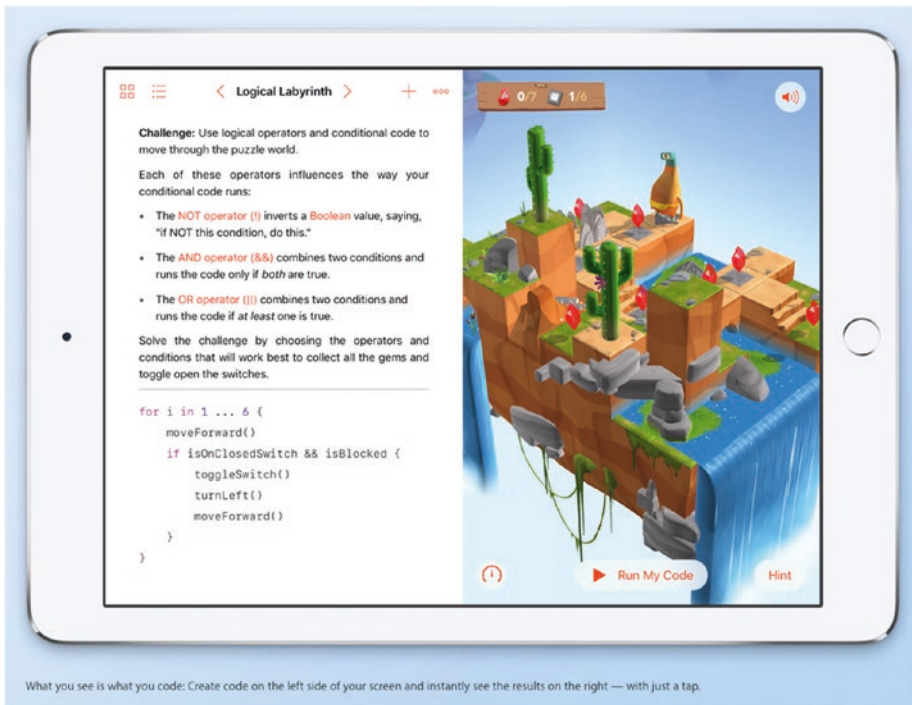 Logical Labyrinth
0/7 1/6
Challenge: Use logical operators and conditional code to
move through the puzzle world.
Each of these operators influences the way your
conditional code runs:
• The NOT operator (!) inverts a Boolean value, saying,
"if NOT this condition, do this."
• The AND operator (&&) combines two conditions and
runs the code only if both are true.
• The OR operator (||) combines two conditions and
runs the code if at least one is true.
Solve the challenge by choosing the operators and
conditions that will work best to collect all the gems and
toggle open the switches.
for i in 1 ... 6 {
moveForward()
if isOnClosedSwitch && isBlocked {
toggleSwitch()
turnLeft()
moveForward()
}
}
Run My Code
Hint
What you see is what you code: Create code on the left side of your screen and instantly see the results on the right — with just a tap.